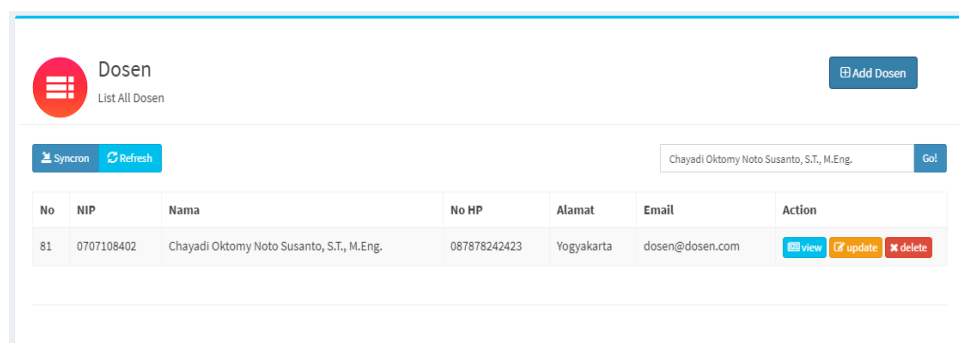 Dosen
Add Dosen
List All Dosen
Syncron Refresh
Chayadi Oktomy Noto Susanto, S.T., M.Eng. Go!
No NIP Nama No HP Alamat Email Action
81 0707108402 Chayadi Oktomy Noto Susanto, S.T., M.Eng. 087878242423 Yogyakarta dosen@dosen.com view update delete